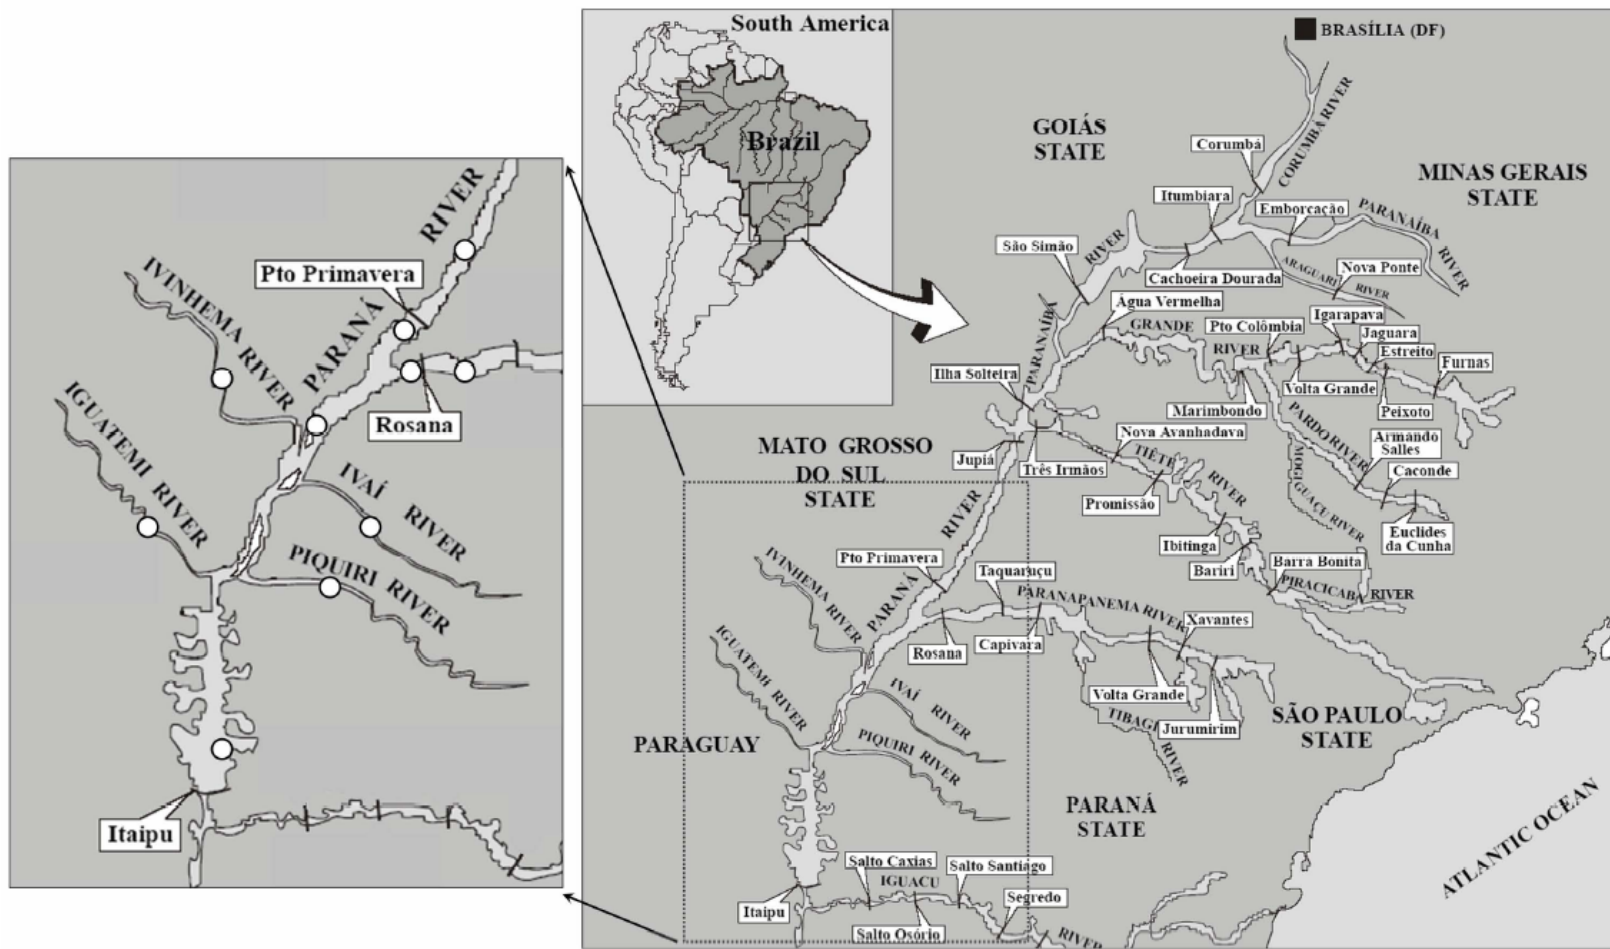 South America
Brazil
BRASÍLIA (DF)
GOIÁS
STATE
MINAS GERAIS
STATE
CORUMBA RIVER
Corumbá
Itumbiara
Emborcação
PARANAÍBA
RIVER
São Simão
RIVER
Cachoeira Dourada
ARAGUARI
RIVER
Nova Ponte
Água Vermelha
PARANAÍBA
GRANDE
RIVER
Pto Colômbia
Igarapava
Jaguara
Estreito
Furnas
Ilha Solteira
Volta Grande
Marimbondo
Peixoto
MATO GROSSO
DO SUL
STATE
Jupiá
Três Irmãos
Nova Avanhadava
TIÊTE
RIVER
PARDO RIVER
Armando
Salles
Caconde
MOGI GUAÇU RIVER
Promissão
Euclides
da Cunha
Ibitinga
Bariri
Barra Bonita
PIRACICABA
RIVER
RIVER
PARANÁ
Pto Primavera
Taquaruçu
PARANAPANEMA RIVER
Xavantes
IVINHEMA RIVER
Capivara
Rosana
IGUATEMI RIVER
Volta Grande
IVAÍ
RIVER
TIBAGI
RIVER
Jurumirim
SÃO PAULO
STATE
PARAGUAY
PIQUIRI RIVER
PARANÁ
STATE
ATLANTIC OCEAN
Salto Caxias
Salto Santiago
IGUACU
Segredo
Itaipu
Salto Osório
RIVER
RIVER
Pto Primavera
PARANÁ
IVINHEMA RIVER
Rosana
IGUATEMI
RIVER
IVAÍ
RIVER
PIQUIRI RIVER
Itaipu